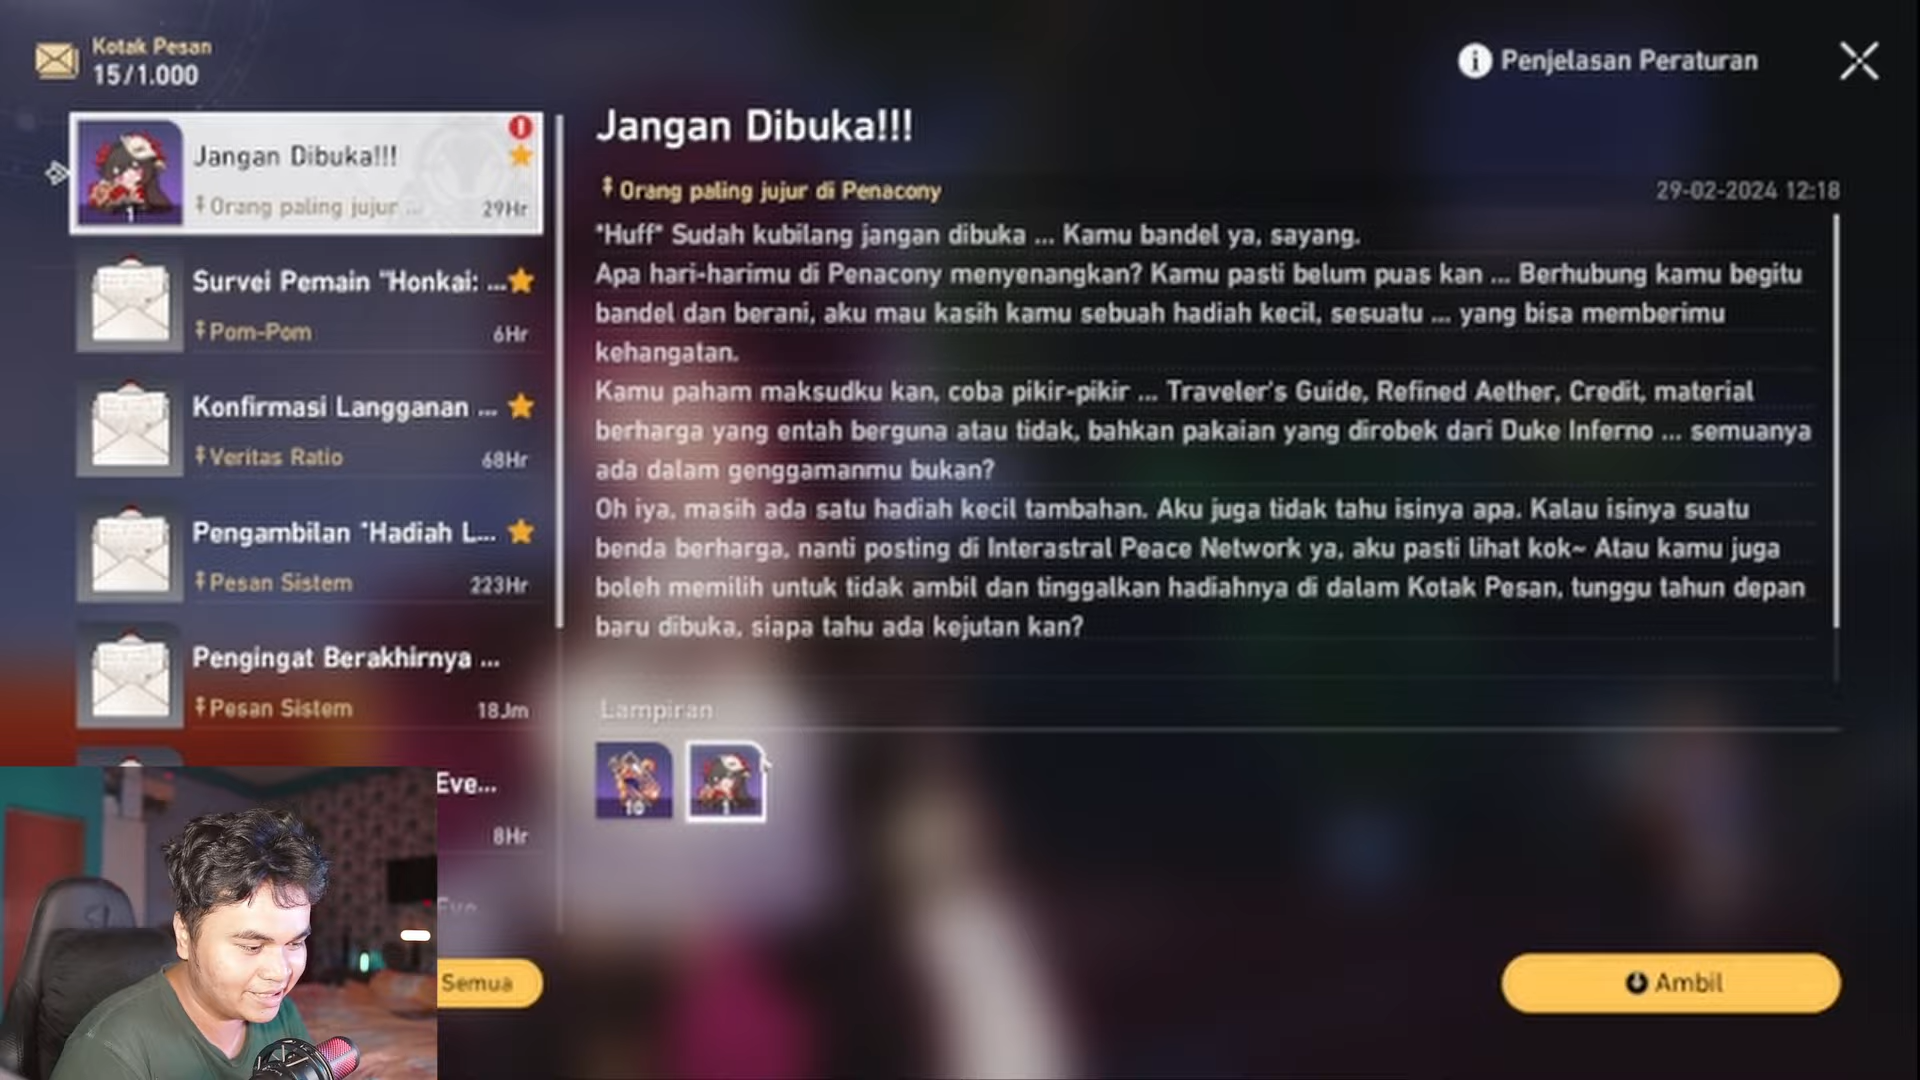 Kotak Pesan
15/1.000
Penjelasan Peraturan
Jangan Dibuka!!!
Orang paling jujur ...
29Hr
1
Survei Pemain "Honkai: ...
Pom-Pom
6Hr
Konfirmasi Langganan ...
Veritas Ratio
68Hr
Pengambilan "Hadiah L...
Pesan Sistem
223Hr
Pengingat Berakhirnya ...
Pesan Sistem
18Jm
Eve...
8Hr
Eve
Semua
Jangan Dibuka!!!
Orang paling jujur di Penacony
29-02-2024 12:18
"Huff" Sudah kubilang jangan dibuka ... Kamu bandel ya, sayang.
Apa hari-harimu di Penacony menyenangkan? Kamu pasti belum puas kan ... Berhubung kamu begitu
bandel dan berani, aku mau kasih kamu sebuah hadiah kecil, sesuatu ... yang bisa memberimu
kehangatan.
Kamu paham maksudku kan, coba pikir-pikir ... Traveler's Guide, Refined Aether, Credit, material
berharga yang entah berguna atau tidak, bahkan pakaian yang dirobek dari Duke Inferno ... semuanya
ada dalam genggamanmu bukan?
Oh iya, masih ada satu hadiah kecil tambahan. Aku juga tidak tahu isinya apa. Kalau isinya suatu
benda berharga, nanti posting di Interastral Peace Network ya, aku pasti lihat kok~ Atau kamu juga
boleh memilih untuk tidak ambil dan tinggalkan hadiahnya di dalam Kotak Pesan, tunggu tahun depan
baru dibuka, siapa tahu ada kejutan kan?
Lampiran
10
1
Ambil